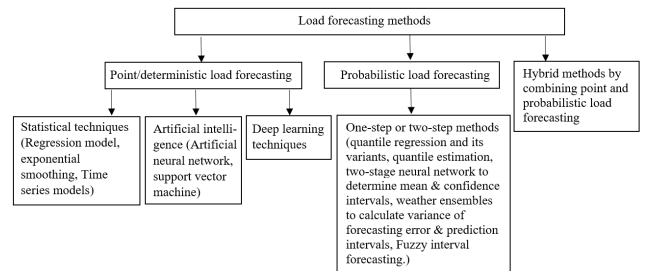 Load forecasting methods
Point/deterministic load forecasting
Probabilistic load forecasting
Hybrid methods by
combining point and
probabilistic load
forecasting
Statistical techniques
(Regression model,
exponential
smoothing, Time
series models)
Artificial intelli-
gence (Artificial
neural network,
support vector
machine)
Deep learning
techniques
One-step or two-step methods
(quantile regression and its
variants, quantile estimation,
two-stage neural network to
determine mean & confidence
intervals, weather ensembles
to calculate variance of
forecasting error & prediction
intervals, Fuzzy interval
forecasting.)